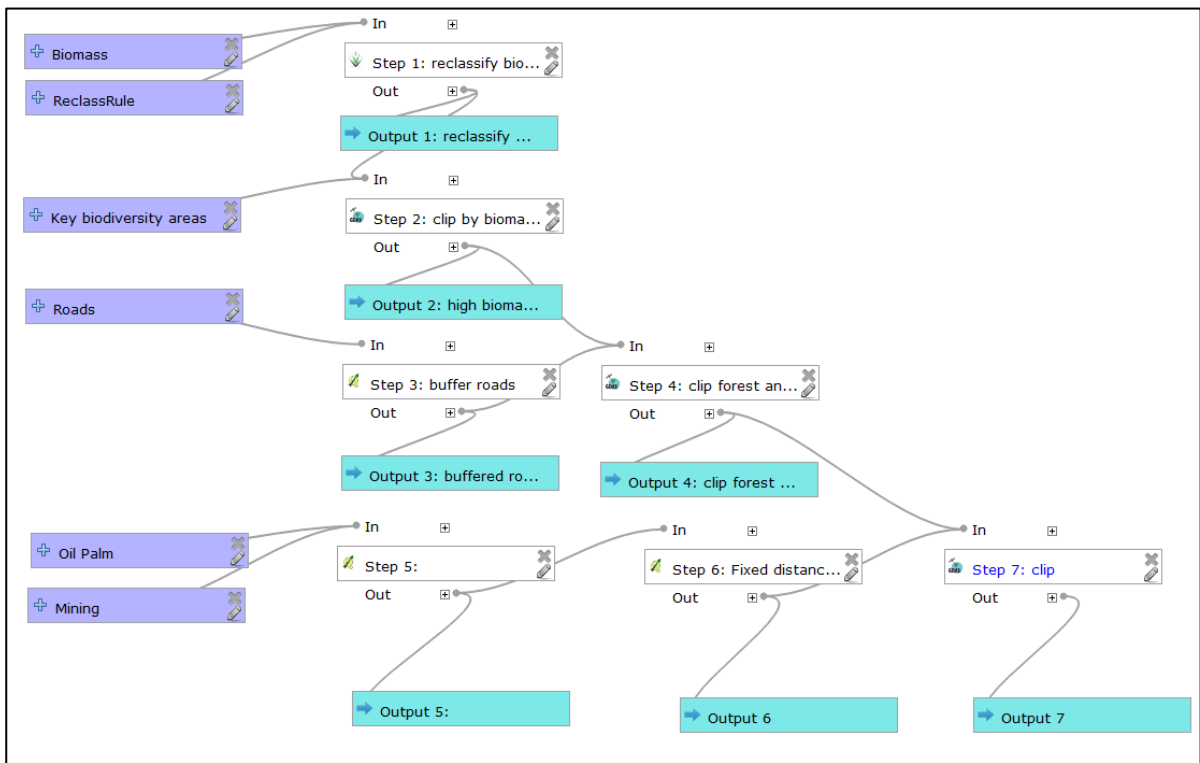 In
Biomass
Step 1: reclassify bio...
ReclassRule
Out
Output 1: reclassify ...
In
Key biodiversity areas
Step 2: clip by bioma...
Out
Roads
Output 2: high bioma...
In
In
Step 3: buffer roads
Step 4: clip forest an...
Out
Out
Output 3: buffered ro...
Output 4: clip forest ...
In
In
In
Oil Palm
Step 5:
Step 6: Fixed distanc...
Step 7: clip
Mining
Out
Out
Out
Output 5:
Output 6
Output 7